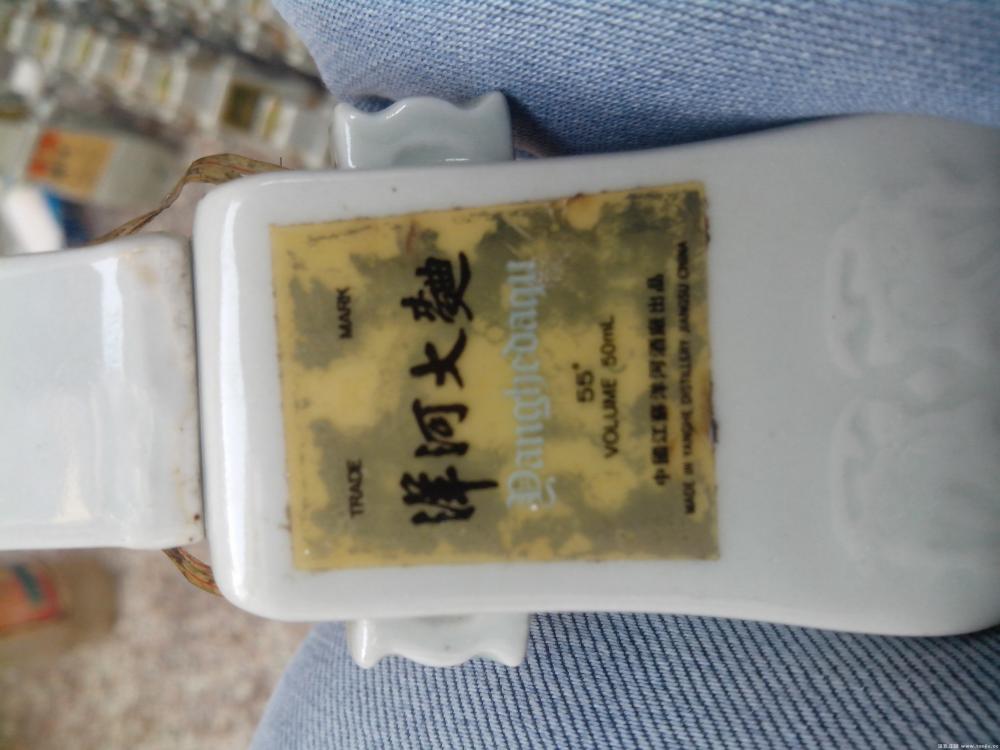 TRADE MARK
洋河大麯
Yanghedaqu
55°
VOLUME 50mL
中國江蘇洋河酒廠出品
MADE IN YANGHE DISTILLERY JIANGSU CHINA